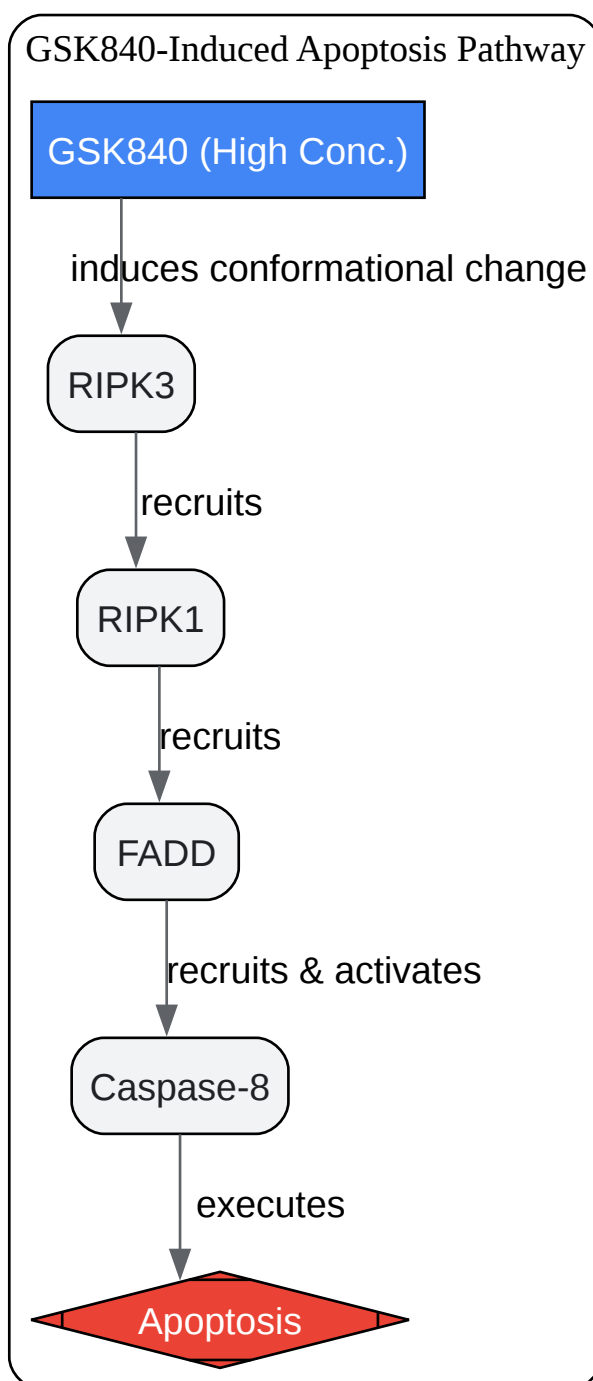 GSK840-Induced Apoptosis Pathway
GSK840 (High Conc.)
induces conformational change
RIPK3
recruits
RIPK1
recruits
FADD
recruits & activates
Caspase-8
executes
Apoptosis